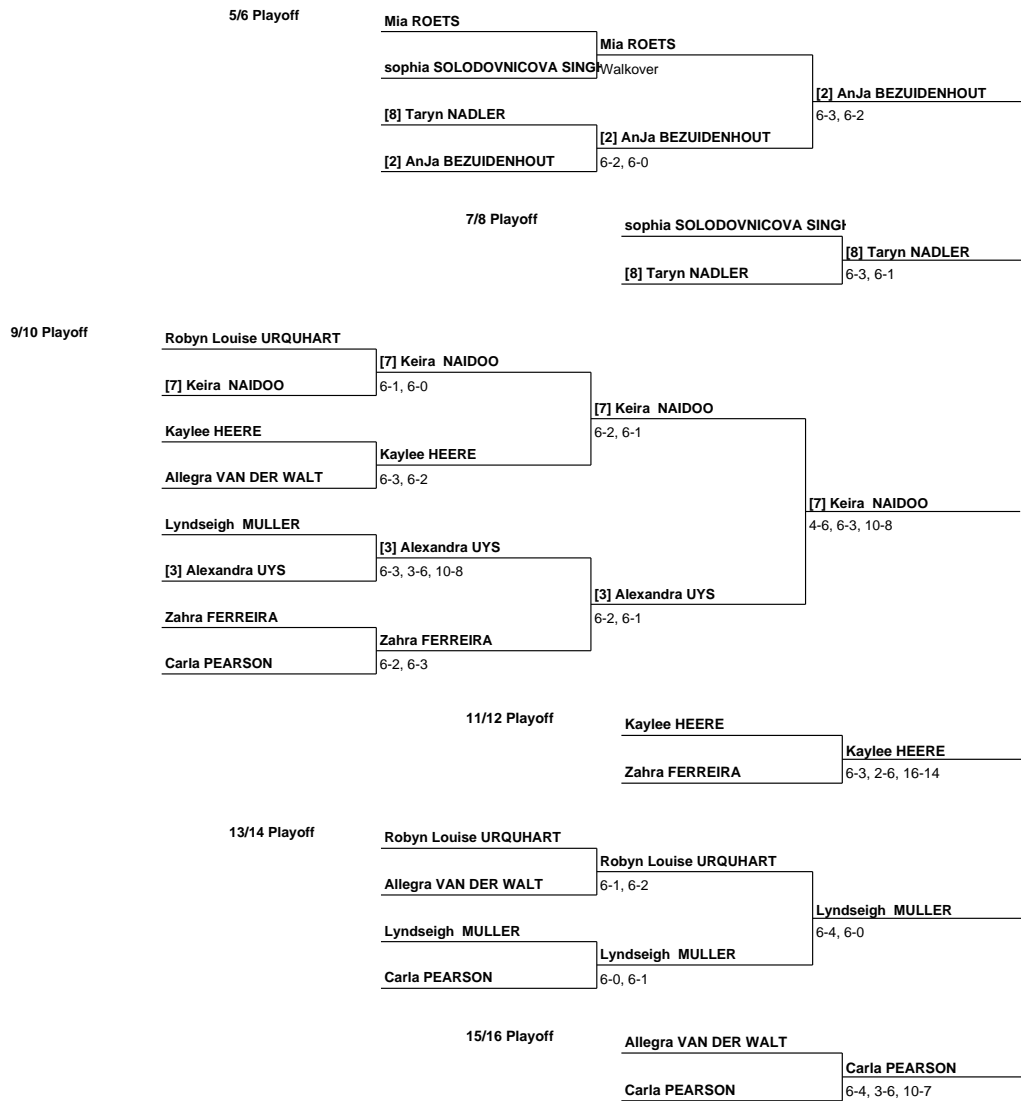 5/6 Playoff
Mia ROETS
Mia ROETS
sophia SOLODOVNICOVA SINGH
Walkover
[2] AnJa BEZUIDENHOUT
6-3, 6-2
[8] Taryn NADLER
[2] AnJa BEZUIDENHOUT
[2] AnJa BEZUIDENHOUT
6-2, 6-0
7/8 Playoff
sophia SOLODOVNICOVA SINGH
[8] Taryn NADLER
[8] Taryn NADLER
6-3, 6-1
9/10 Playoff
Robyn Louise URQUHART
[7] Keira NAIDOO
[7] Keira NAIDOO
6-1, 6-0
[7] Keira NAIDOO
6-2, 6-1
Kaylee HEERE
Kaylee HEERE
Allegra VAN DER WALT
6-3, 6-2
[7] Keira NAIDOO
4-6, 6-3, 10-8
Lyndseigh MULLER
[3] Alexandra UYS
[3] Alexandra UYS
6-3, 3-6, 10-8
[3] Alexandra UYS
6-2, 6-1
Zahra FERREIRA
Zahra FERREIRA
Carla PEARSON
6-2, 6-3
11/12 Playoff
Kaylee HEERE
Kaylee HEERE
Zahra FERREIRA
6-3, 2-6, 16-14
13/14 Playoff
Robyn Louise URQUHART
Robyn Louise URQUHART
Allegra VAN DER WALT
6-1, 6-2
Lyndseigh MULLER
6-4, 6-0
Lyndseigh MULLER
Lyndseigh MULLER
Carla PEARSON
6-0, 6-1
15/16 Playoff
Allegra VAN DER WALT
Carla PEARSON
Carla PEARSON
6-4, 3-6, 10-7